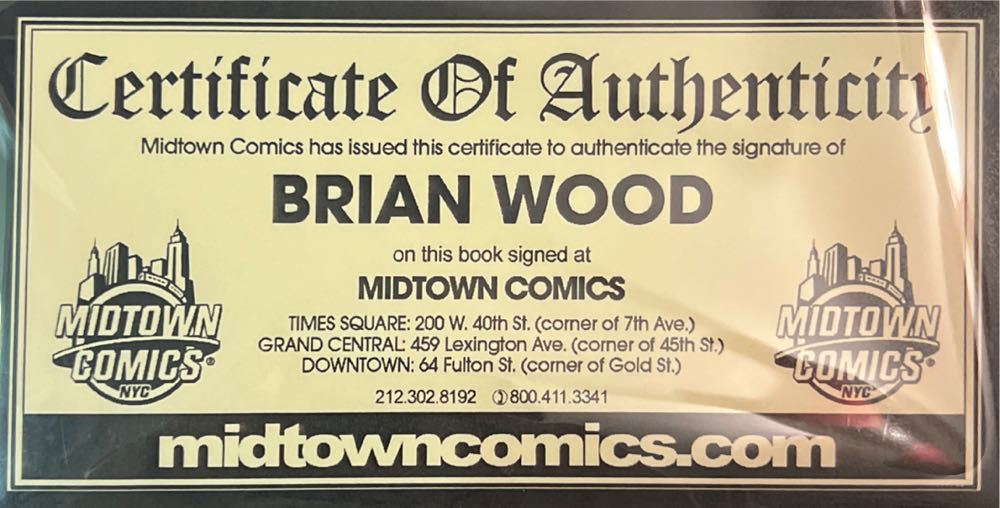 Certificate Of Authenticity
Midtown Comics has issued this certificate to authenticate the signature of
BRIAN WOOD
on this book signed at
MIDTOWN COMICS
TIMES SQUARE: 200 W. 40th St. (corner of 7th Ave.)
GRAND CENTRAL: 459 Lexington Ave. (corner of 45th St.)
DOWNTOWN: 64 Fulton St. (corner of Gold St.)
212.302.8192 ✆800.411.3341
MIDTOWN
COMICS®
NYC
MIDTOWN
COMICS®
NYC
midtowncomics.com